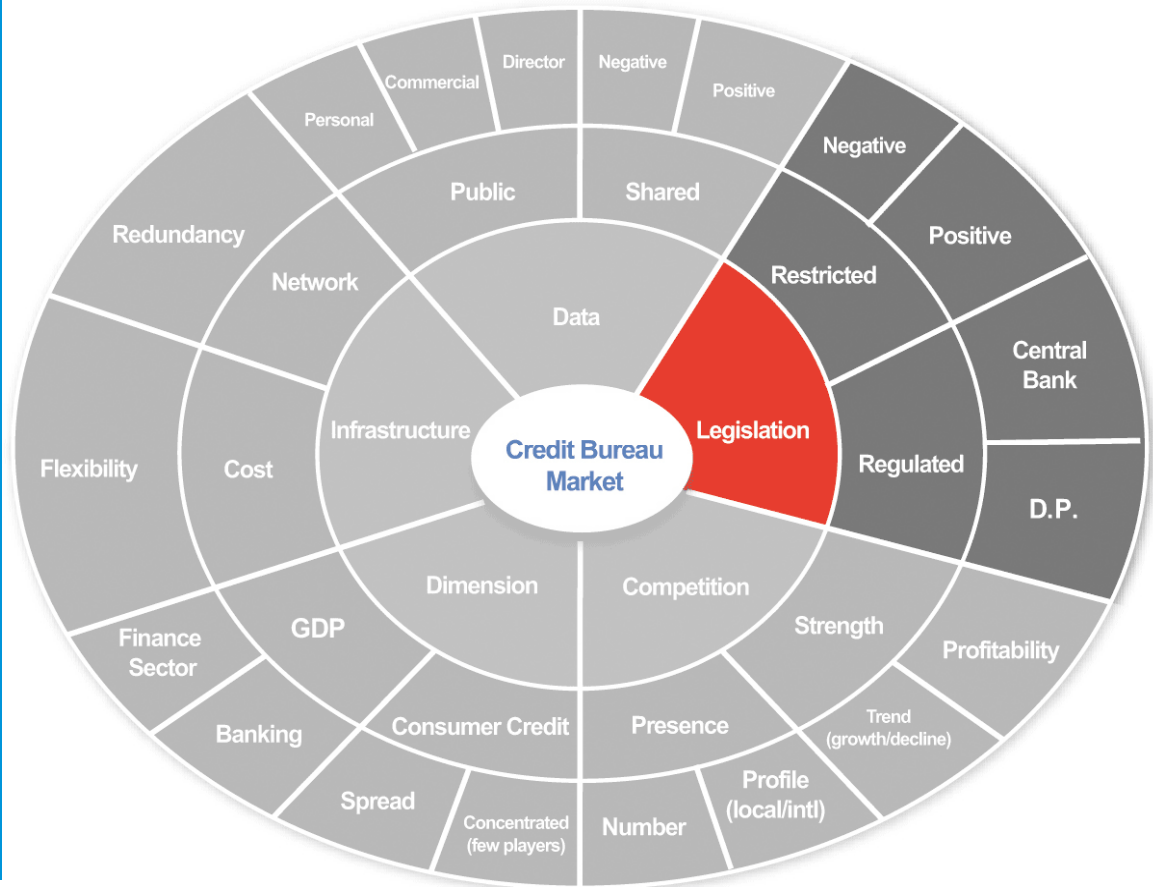 Director
Negative
Commercial
Positive
Personal
Negative
Public
Shared
Redundancy
Positive
Network
Restricted
Data
Central
Bank
Infrastructure
Legislation
Credit Bureau
Market
Flexibility
Cost
Regulated
D.P.
Dimension
Competition
GDP
Strength
Finance
Sector
Profitability
Banking
Consumer Credit
Presence
Trend
(growth/decline)
Spread
Profile
(local/intl)
Concentrated
(few players)
Number